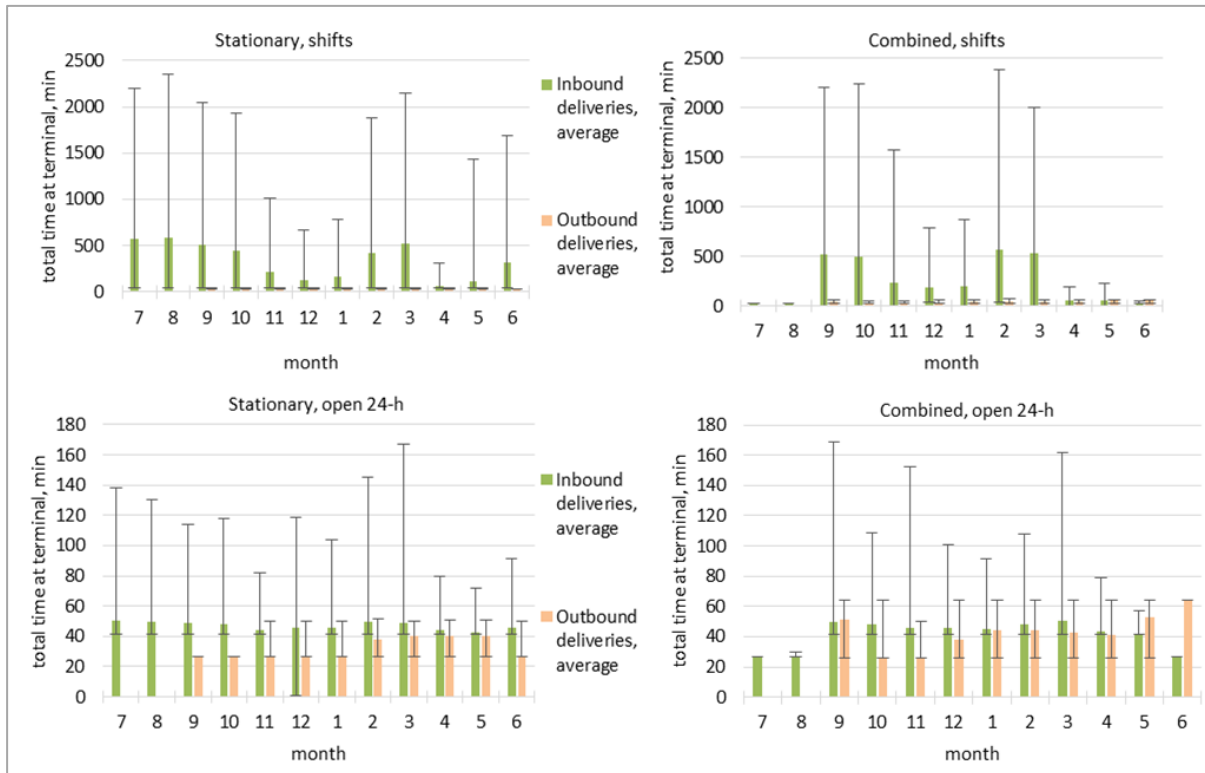 Stationary, shifts
2500
2000
1500
1000
500
0
total time at terminal, min
7 8 9 10 11 12 1 2 3 4 5 6
month
Inbound
deliveries,
average
Outbound
deliveries,
average
Combined, shifts
2500
2000
1500
1000
500
0
total time at terminal, min
7 8 9 10 11 12 1 2 3 4 5 6
month
Stationary, open 24-h
180
160
140
120
100
80
60
40
20
0
total time at terminal, min
7 8 9 10 11 12 1 2 3 4 5 6
month
Inbound
deliveries,
average
Outbound
deliveries,
average
Combined, open 24-h
180
160
140
120
100
80
60
40
20
0
total time at terminal, min
7 8 9 10 11 12 1 2 3 4 5 6
month